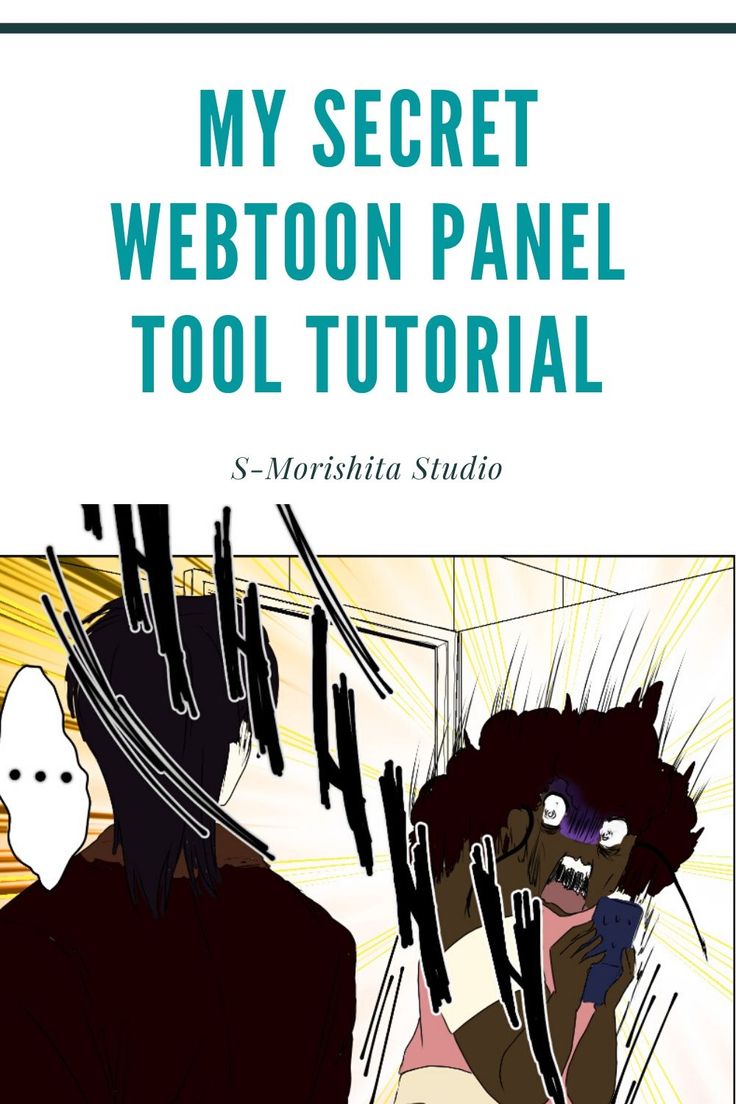 MY SECRET
WEBTOON PANEL
TOOL TUTORIAL
S-Morishita Studio
...